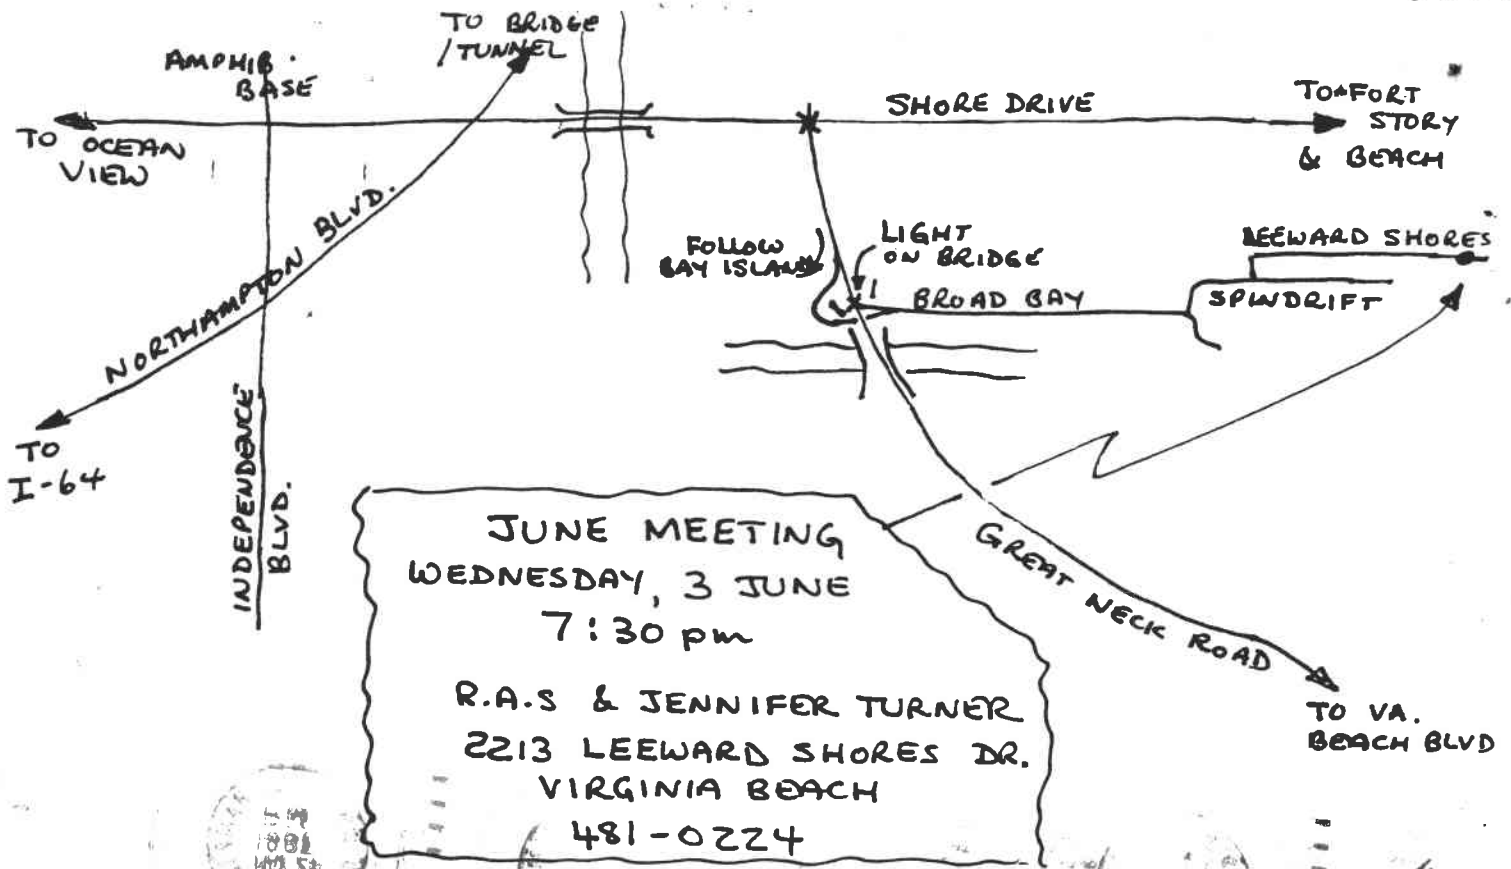 TO BRIDGE
/TUNNEL
AMPHIB.
BASE
SHORE DRIVE
TO FORT
STORY
& BEACH
TO OCEAN
VIEW
NORTHAMPTON BLVD.
FOLLOW
BAY ISLAND
LIGHT
ON BRIDGE
LEEWARD SHORES
BROAD BAY
SPINDRIFT
TO
I-64
INDEPENDENCE
BLVD.
GREAT NECK ROAD
TO VA.
BEACH BLVD
JUNE MEETING
WEDNESDAY, 3 JUNE
7:30 pm
R.A.S & JENNIFER TURNER
2213 LEEWARD SHORES DR.
VIRGINIA BEACH
481-0224